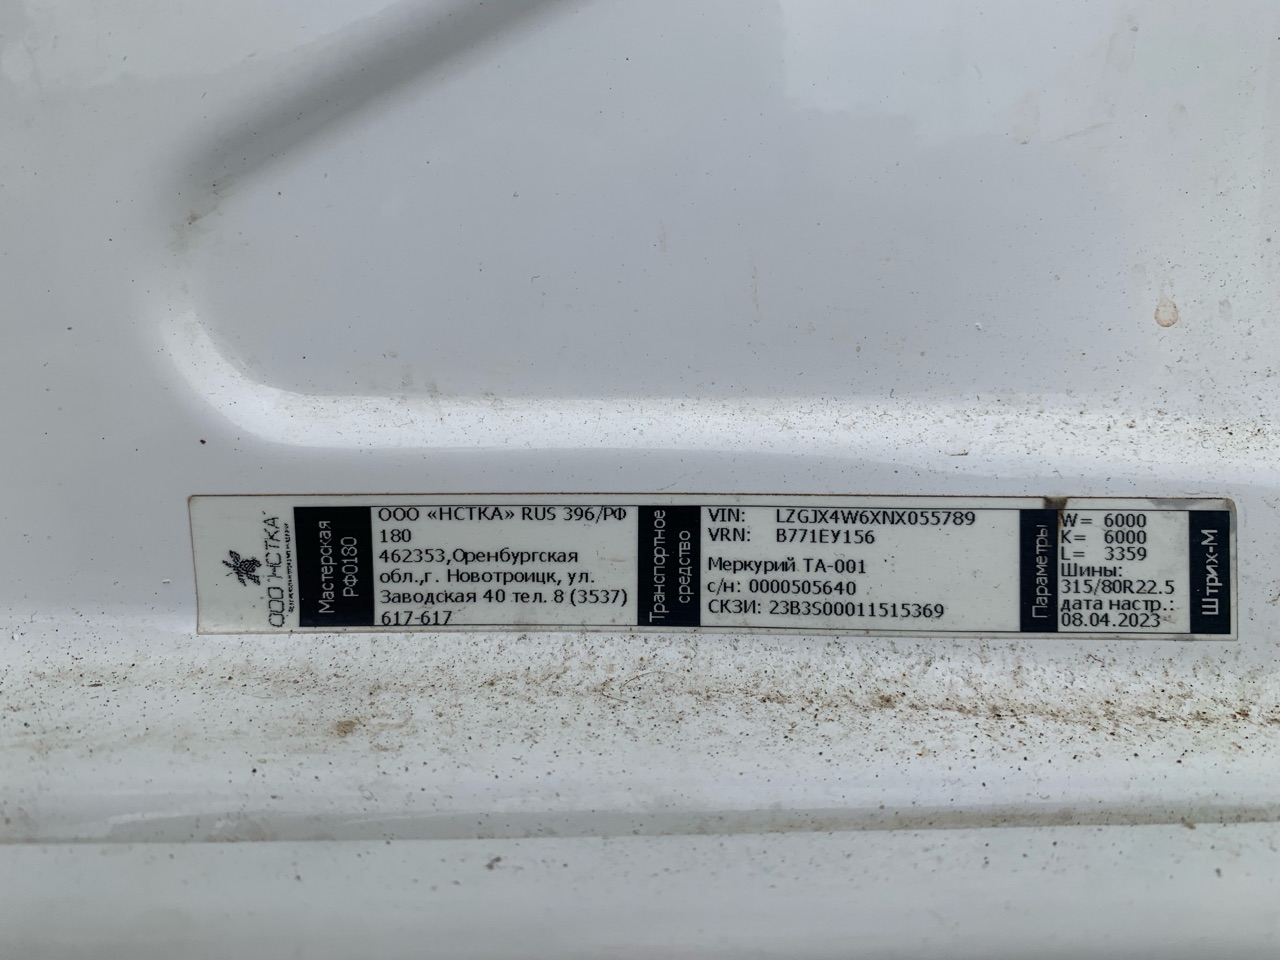 ООО НСТКА
Мастерская
РФ0180
ООО «НСТКА» RUS 396/РФ
180
462353,Оренбургская
обл.,г. Новотроицк, ул.
Заводская 40 тел. 8 (3537)
617-617
Транспортное
средство
VIN: LZGJX4W6XNX055789
VRN: В771ЕУ156
Меркурий ТА-001
с/н: 0000505640
СКЗИ: 23B3S00011515369
Параметры
W= 6000
K= 6000
L= 3359
Шины:
315/80R22.5
дата настр.:
08.04.2023
Штрих-М